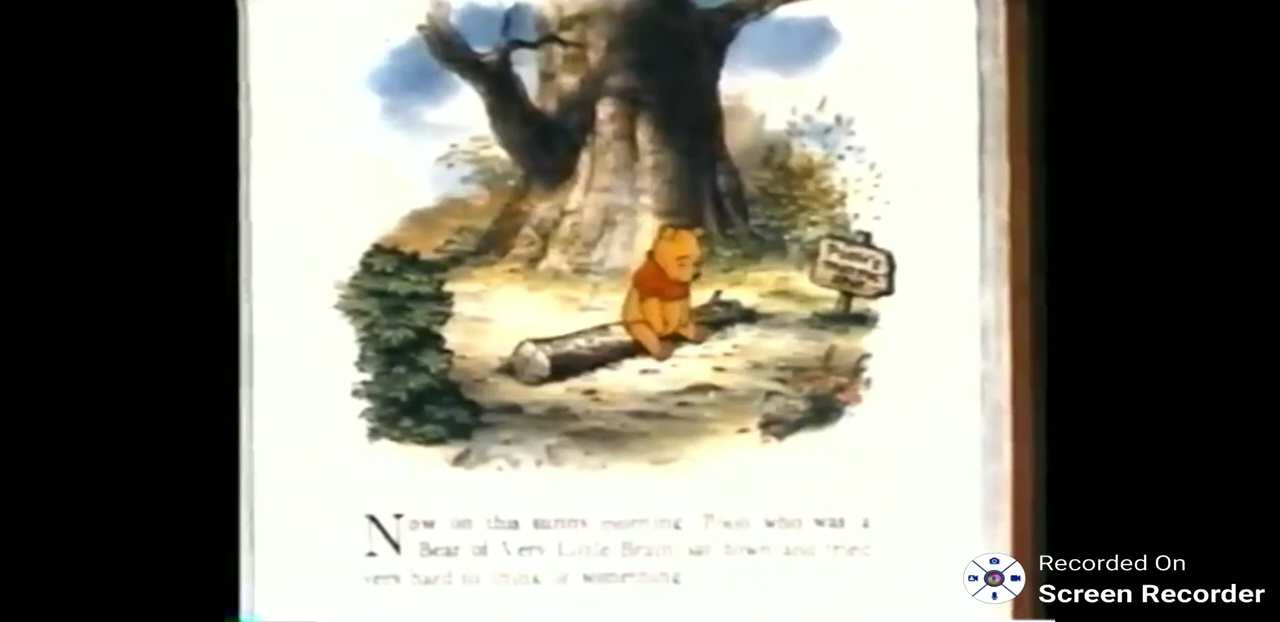 Now on this sunny morning Pooh who was a
Bear of Very Little Brain sat down and tried
very hard to think of something
Recorded On
Screen Recorder